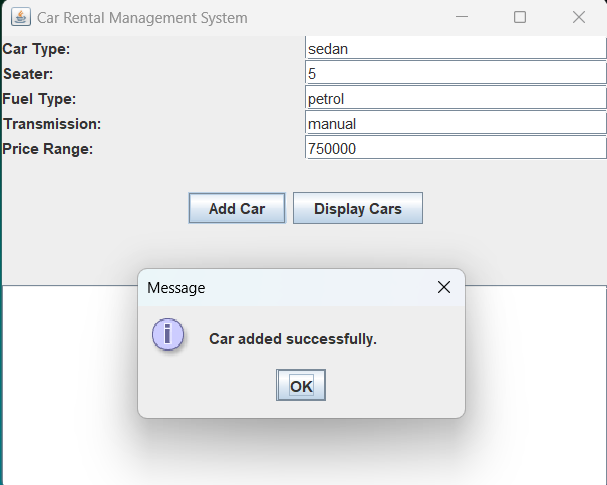 Car Rental Management System
Car Type: sedan
Seater: 5
Fuel Type: petrol
Transmission: manual
Price Range: 750000
Add Car Display Cars
Message
i
Car added successfully.
OK